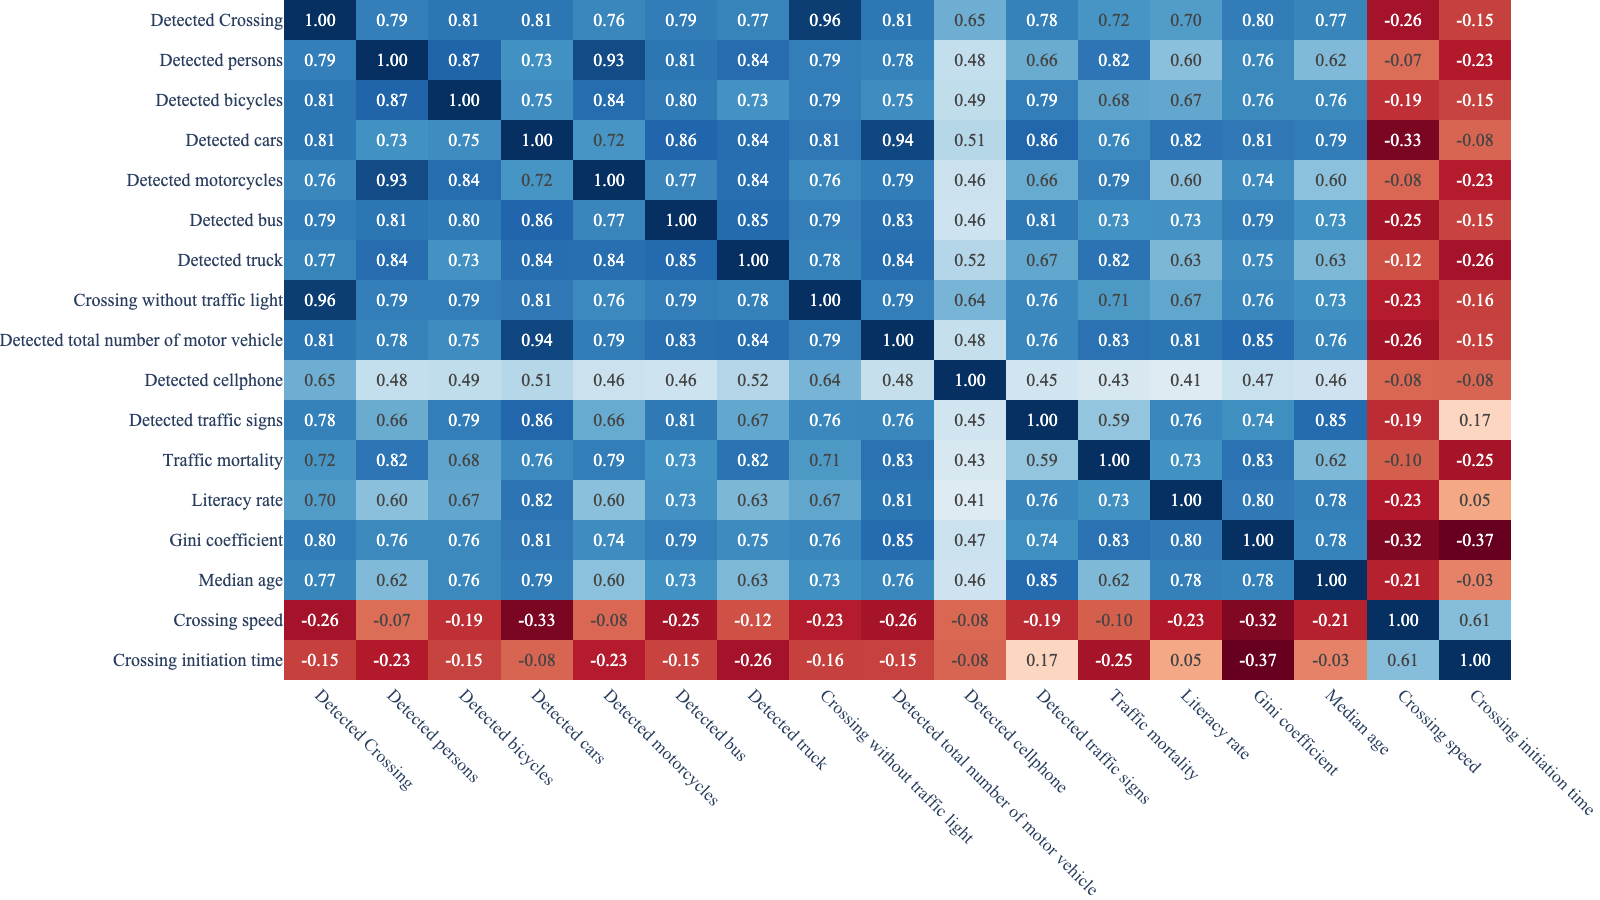 Detected Crossing 1.00 0.79 0.81 0.81 0.76 0.79 0.77 0.96 0.81 0.65 0.78 0.72 0.70 0.80 0.77 -0.26 -0.15
Detected persons 0.79 1.00 0.87 0.73 0.93 0.81 0.84 0.79 0.78 0.48 0.66 0.82 0.60 0.76 0.62 -0.07 -0.23
Detected bicycles 0.81 0.87 1.00 0.75 0.84 0.80 0.73 0.79 0.75 0.49 0.79 0.68 0.67 0.76 0.76 -0.19 -0.15
Detected cars 0.81 0.73 0.75 1.00 0.72 0.86 0.84 0.81 0.94 0.51 0.86 0.76 0.82 0.81 0.79 -0.33 -0.08
Detected motorcycles 0.76 0.93 0.84 0.72 1.00 0.77 0.84 0.76 0.79 0.46 0.66 0.79 0.60 0.74 0.60 -0.08 -0.23
Detected bus 0.79 0.81 0.80 0.86 0.77 1.00 0.85 0.79 0.83 0.46 0.81 0.73 0.73 0.79 0.73 -0.25 -0.15
Detected truck 0.77 0.84 0.73 0.84 0.84 0.85 1.00 0.78 0.84 0.52 0.67 0.82 0.63 0.75 0.63 -0.12 -0.26
Crossing without traffic light 0.96 0.79 0.79 0.81 0.76 0.79 0.78 1.00 0.79 0.64 0.76 0.71 0.67 0.76 0.73 -0.23 -0.16
Detected total number of motor vehicle 0.81 0.78 0.75 0.94 0.79 0.83 0.84 0.79 1.00 0.48 0.76 0.83 0.81 0.85 0.76 -0.26 -0.15
Detected cellphone 0.65 0.48 0.49 0.51 0.46 0.46 0.52 0.64 0.48 1.00 0.45 0.43 0.41 0.47 0.46 -0.08 -0.08
Detected traffic signs 0.78 0.66 0.79 0.86 0.66 0.81 0.67 0.76 0.76 0.45 1.00 0.59 0.76 0.74 0.85 -0.19 0.17
Traffic mortality 0.72 0.82 0.68 0.76 0.79 0.73 0.82 0.71 0.83 0.43 0.59 1.00 0.73 0.83 0.62 -0.10 -0.25
Literacy rate 0.70 0.60 0.67 0.82 0.60 0.73 0.63 0.67 0.81 0.41 0.76 0.73 1.00 0.80 0.78 -0.23 0.05
Gini coefficient 0.80 0.76 0.76 0.81 0.74 0.79 0.75 0.76 0.85 0.47 0.74 0.83 0.80 1.00 0.78 -0.32 -0.37
Median age 0.77 0.62 0.76 0.79 0.60 0.73 0.63 0.73 0.76 0.46 0.85 0.62 0.78 0.78 1.00 -0.21 -0.03
Crossing speed -0.26 -0.07 -0.19 -0.33 -0.08 -0.25 -0.12 -0.23 -0.26 -0.08 -0.19 -0.10 -0.23 -0.32 -0.21 1.00 0.61
Crossing initiation time -0.15 -0.23 -0.15 -0.08 -0.23 -0.15 -0.26 -0.16 -0.15 -0.08 0.17 -0.25 0.05 -0.37 -0.03 0.61 1.00
Detected Crossing
Detected persons
Detected bicycles
Detected cars
Detected motorcycles
Detected bus
Detected truck
Crossing without traffic light
Detected total number of motor vehicle
Detected cellphone
Detected traffic signs
Traffic mortality
Literacy rate
Gini coefficient
Median age
Crossing speed
Crossing initiation time